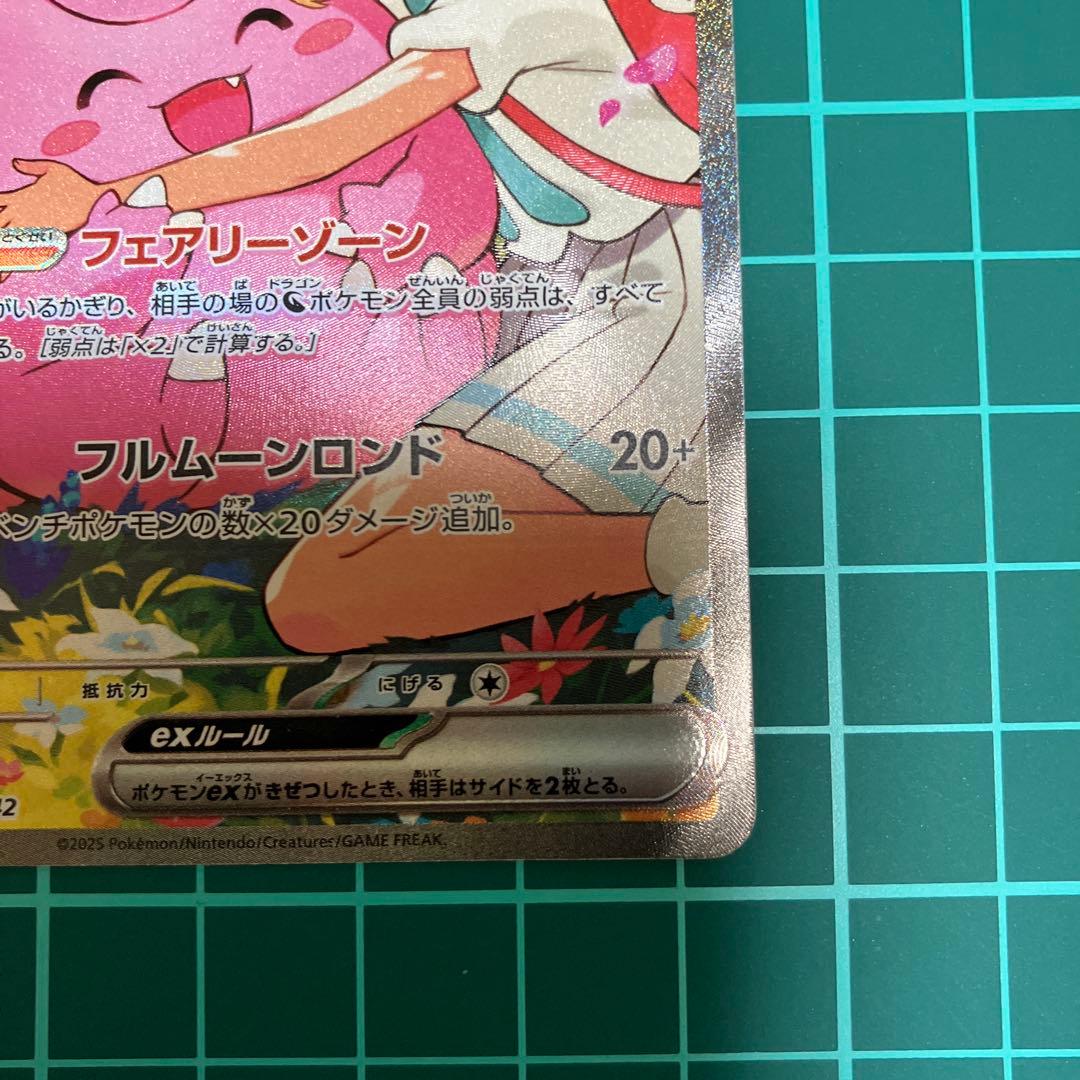 とくせい フェアリーゾーン
がいるかぎり、相手の場のポケモン全員の弱点は、すべて
る。[弱点は「×2」で計算する。]
フルムーンロンド 20+
ベンチポケモンの数×20ダメージ追加。
抵抗力 にげる
exルール
ポケモンexがきぜつしたとき、相手はサイドを2枚とる。
42
©2025 Pokémon/Nintendo/Creatures/GAME FREAK.